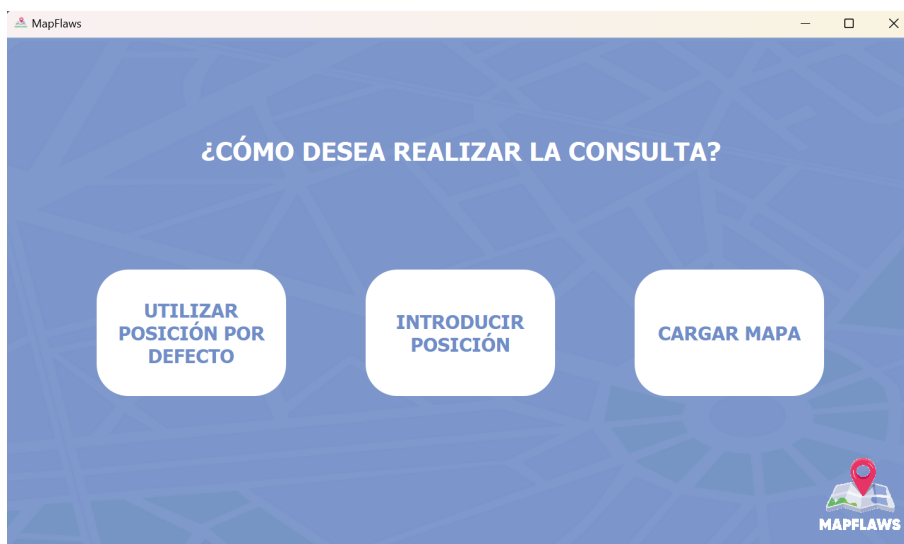 MapFlaws
¿CÓMO DESEA REALIZAR LA CONSULTA?
UTILIZAR
POSICIÓN POR
DEFECTO
INTRODUCIR
POSICIÓN
CARGAR MAPA
MAPFLAWS